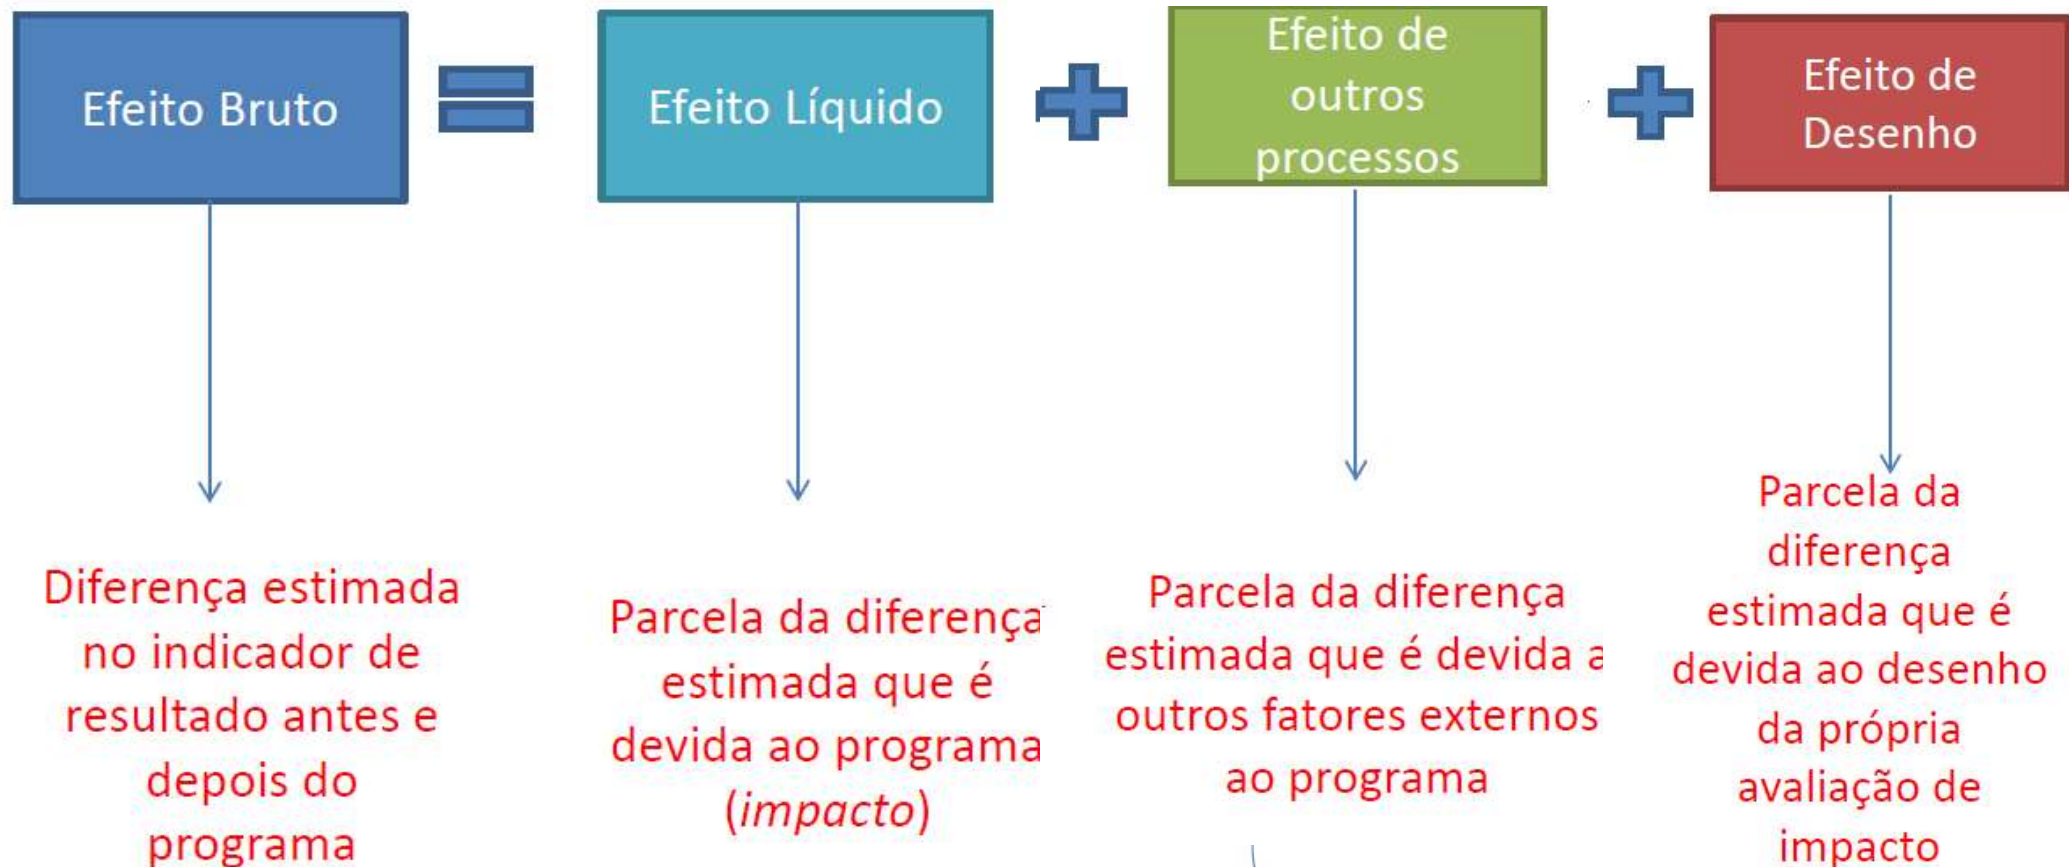 Efeito Bruto
Efeito Líquido
Efeito de
outros
processos
Efeito de
Desenho
Diferença estimada
no indicador de
resultado antes e
depois do
programa
Parcela da diferença
estimada que é
devida ao programa
(impacto)
Parcela da diferença
estimada que é devida a
outros fatores externos
ao programa
Parcela da
diferença
estimada que é
devida ao desenho
da própria
avaliação de
impacto